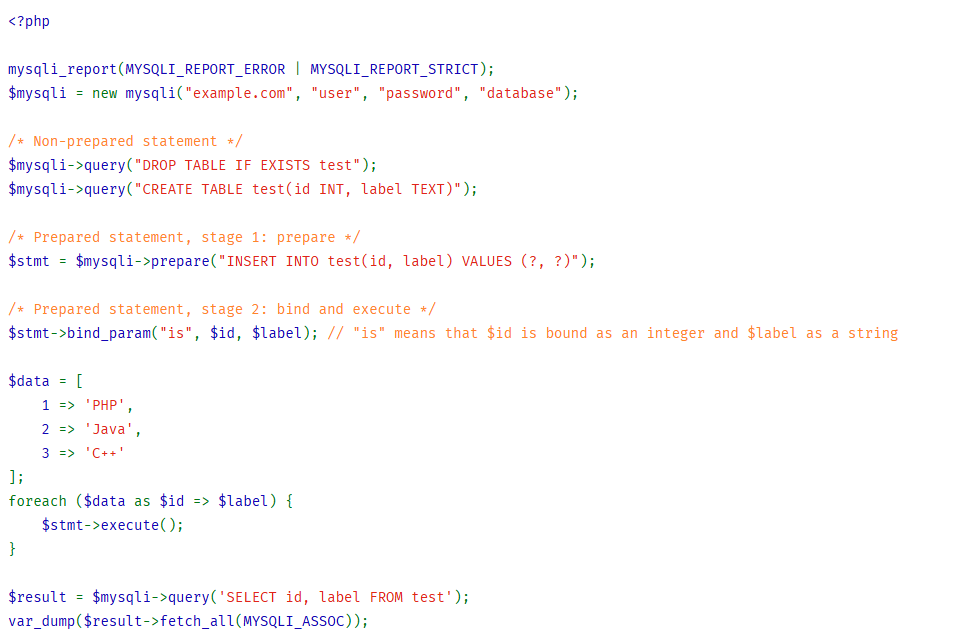 <?php
mysqli_report(MYSQLI_REPORT_ERROR | MYSQLI_REPORT_STRICT);
$mysqli = new mysqli("example.com", "user", "password", "database");
/* Non-prepared statement */
$mysqli->query("DROP TABLE IF EXISTS test");
$mysqli->query("CREATE TABLE test(id INT, label TEXT)");
/* Prepared statement, stage 1: prepare */
$stmt = $mysqli->prepare("INSERT INTO test(id, label) VALUES (?, ?)");
/* Prepared statement, stage 2: bind and execute */
$stmt->bind_param("is", $id, $label); // "is" means that $id is bound as an integer and $label as a string
$data = [
    1 => 'PHP',
    2 => 'Java',
    3 => 'C++'
];
foreach ($data as $id => $label) {
    $stmt->execute();
}
$result = $mysqli->query('SELECT id, label FROM test');
var_dump($result->fetch_all(MYSQLI_ASSOC));